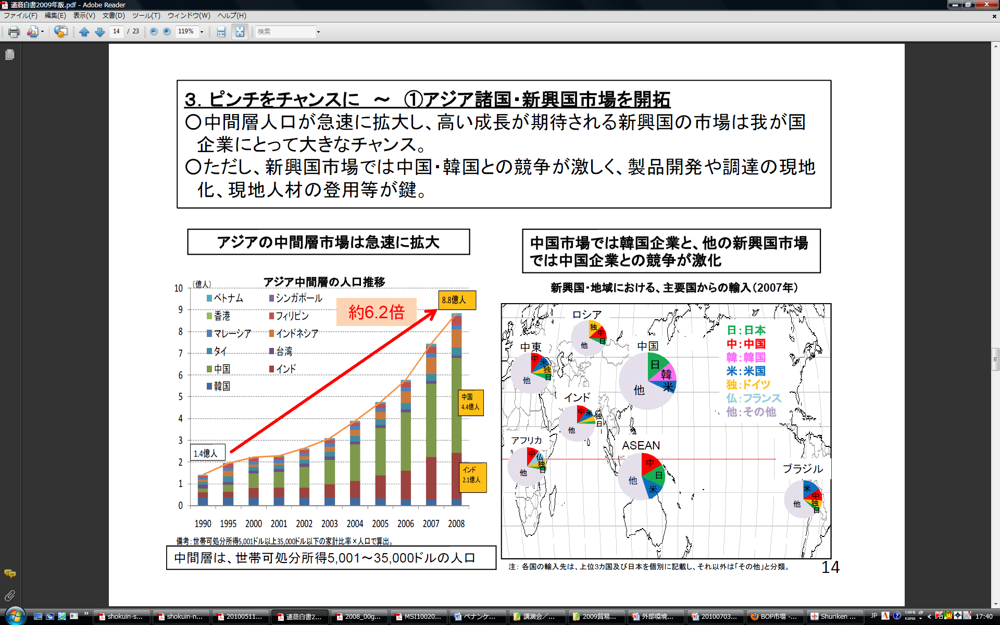 通商白書2009年版.pdf - Adobe Reader
ファイル(F) 編集(E) 表示(V) 文書(D) ツール(T) ウィンドウ(W) ヘルプ(H)
14 / 23 119% 検索
3. ピンチをチャンスに ～ ①アジア諸国・新興国市場を開拓
○中間層人口が急速に拡大し、高い成長が期待される新興国の市場は我が国
企業にとって大きなチャンス。
○ただし、新興国市場では中国・韓国との競争が激しく、製品開発や調達の現地
化、現地人材の登用等が鍵。
アジアの中間層市場は急速に拡大
アジア中間層の人口推移
(億人)
10
9
8
7
6
5
4
3
2
1
0
ベトナム シンガポール
香港 フィリピン
マレーシア インドネシア
タイ 台湾
中国 インド
韓国
約6.2倍
8.8億人
1.4億人
中国
4.4億人
インド
2.1億人
1990 1995 2000 2001 2002 2003 2004 2005 2006 2007 2008
備考：世帯可処分所得5,001ドル以上35,000ドル以下の家計比率×人口で算出。
中間層は、世帯可処分所得5,001～35,000ドルの人口
中国市場では韓国企業と、他の新興国市場
では中国企業との競争が激化
新興国・地域における、主要国からの輸入（2007年）
ロシア
独
中
日
他
中東
中
米
独
日
他
中国
日
韓
米
他
インド
中
米
独
日
他
アフリカ
中
仏
独
日
他
ASEAN
中
日
米
他
ブラジル
米
中
独
日
他
日：日本
中：中国
韓：韓国
米：米国
独：ドイツ
仏：フランス
他：その他
注： 各国の輸入先は、上位3カ国及び日本を個別に記載し、それ以外は「その他」と分類。
14
shokuin-s... shokuin-n... 20100511... 通商白書2... 2008_00g... MSI10020... ペナンケ... 講演会／... 2009貿易... 外部環境... 20100703... BOP市場 -... Shuriken ... JP CAPS KANA 17:40